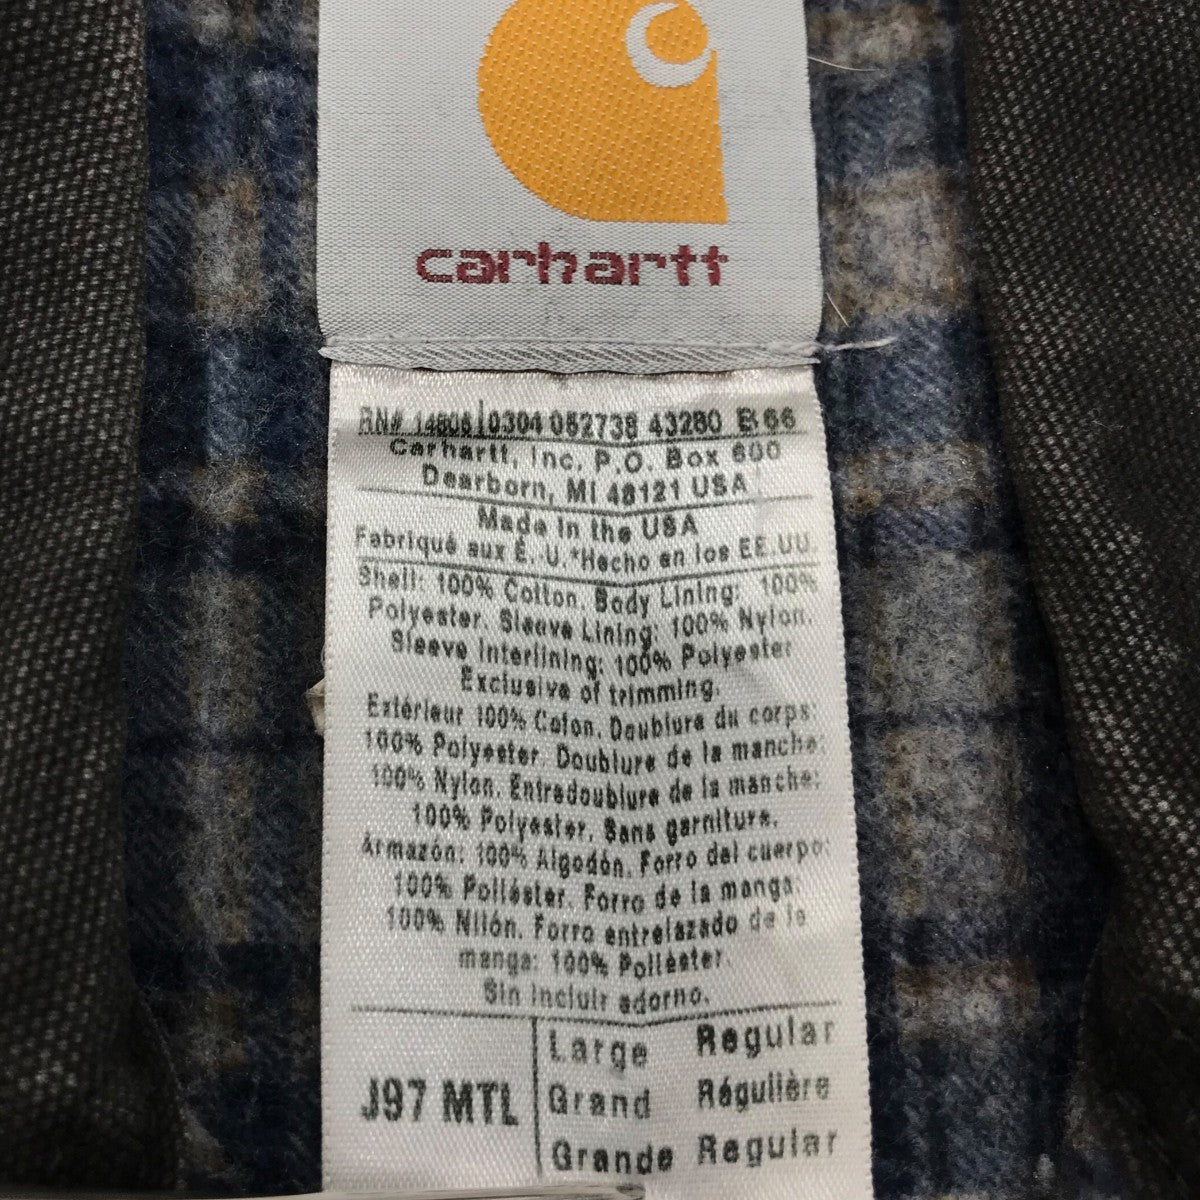 carhartt
RN# 14806 0304 052738 43280 B 66
Carhartt, Inc. P.O. Box 600
Dearborn, MI 48121 USA
Made in the USA
Fabriqué aux É.-U.*Hecho en los EE.UU.
Shell: 100% Cotton. Body Lining: 100%
Polyester. Sleeve Lining: 100% Nylon.
Sleeve Interlining: 100% Polyester
Exclusive of trimming.
Extérieur 100% Coton. Doublure du corps:
100% Polyester. Doublure de la manche:
100% Nylon. Entredoublure de la manche:
100% Polyester. Sans garniture.
Armazón: 100% Algodón. Forro del cuerpo:
100% Poliéster. Forro de la manga:
100% Nilón. Forro entrelazado de la
manga: 100% Poliéster.
Sin incluir adorno.
J97 MTL
Large Regular
Grand Régulière
Grande Regular